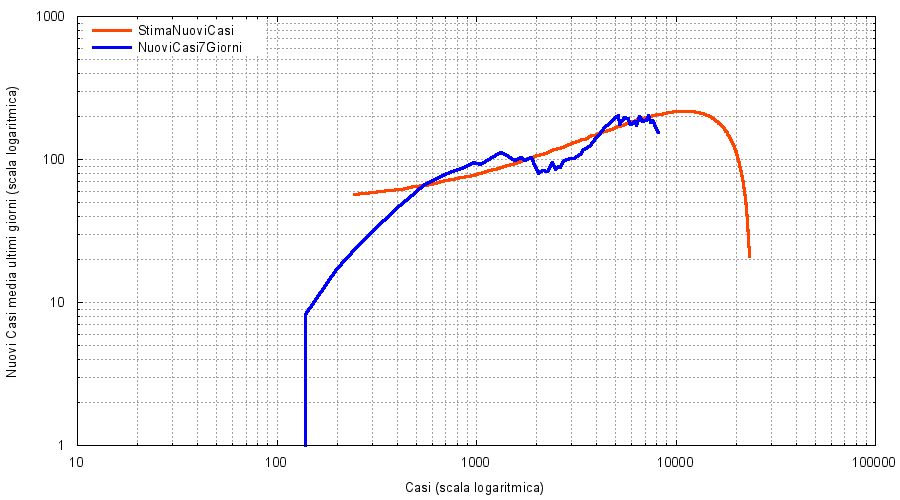 1000
StimaNuoviCasi
NuoviCasi7Giorni
100
10
1
10
100
1000
10000
100000
Nuovi Casi media ultimi giorni (scala logaritmica)
Casi (scala logaritmica)